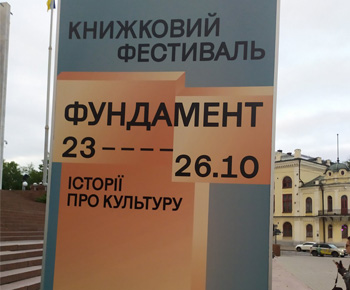 КНИЖКОВИЙ
ФЕСТИВАЛЬ
ФУНДАМЕНТ
23 ---- 26.10
ІСТОРІЇ
ПРО КУЛЬТУРУ